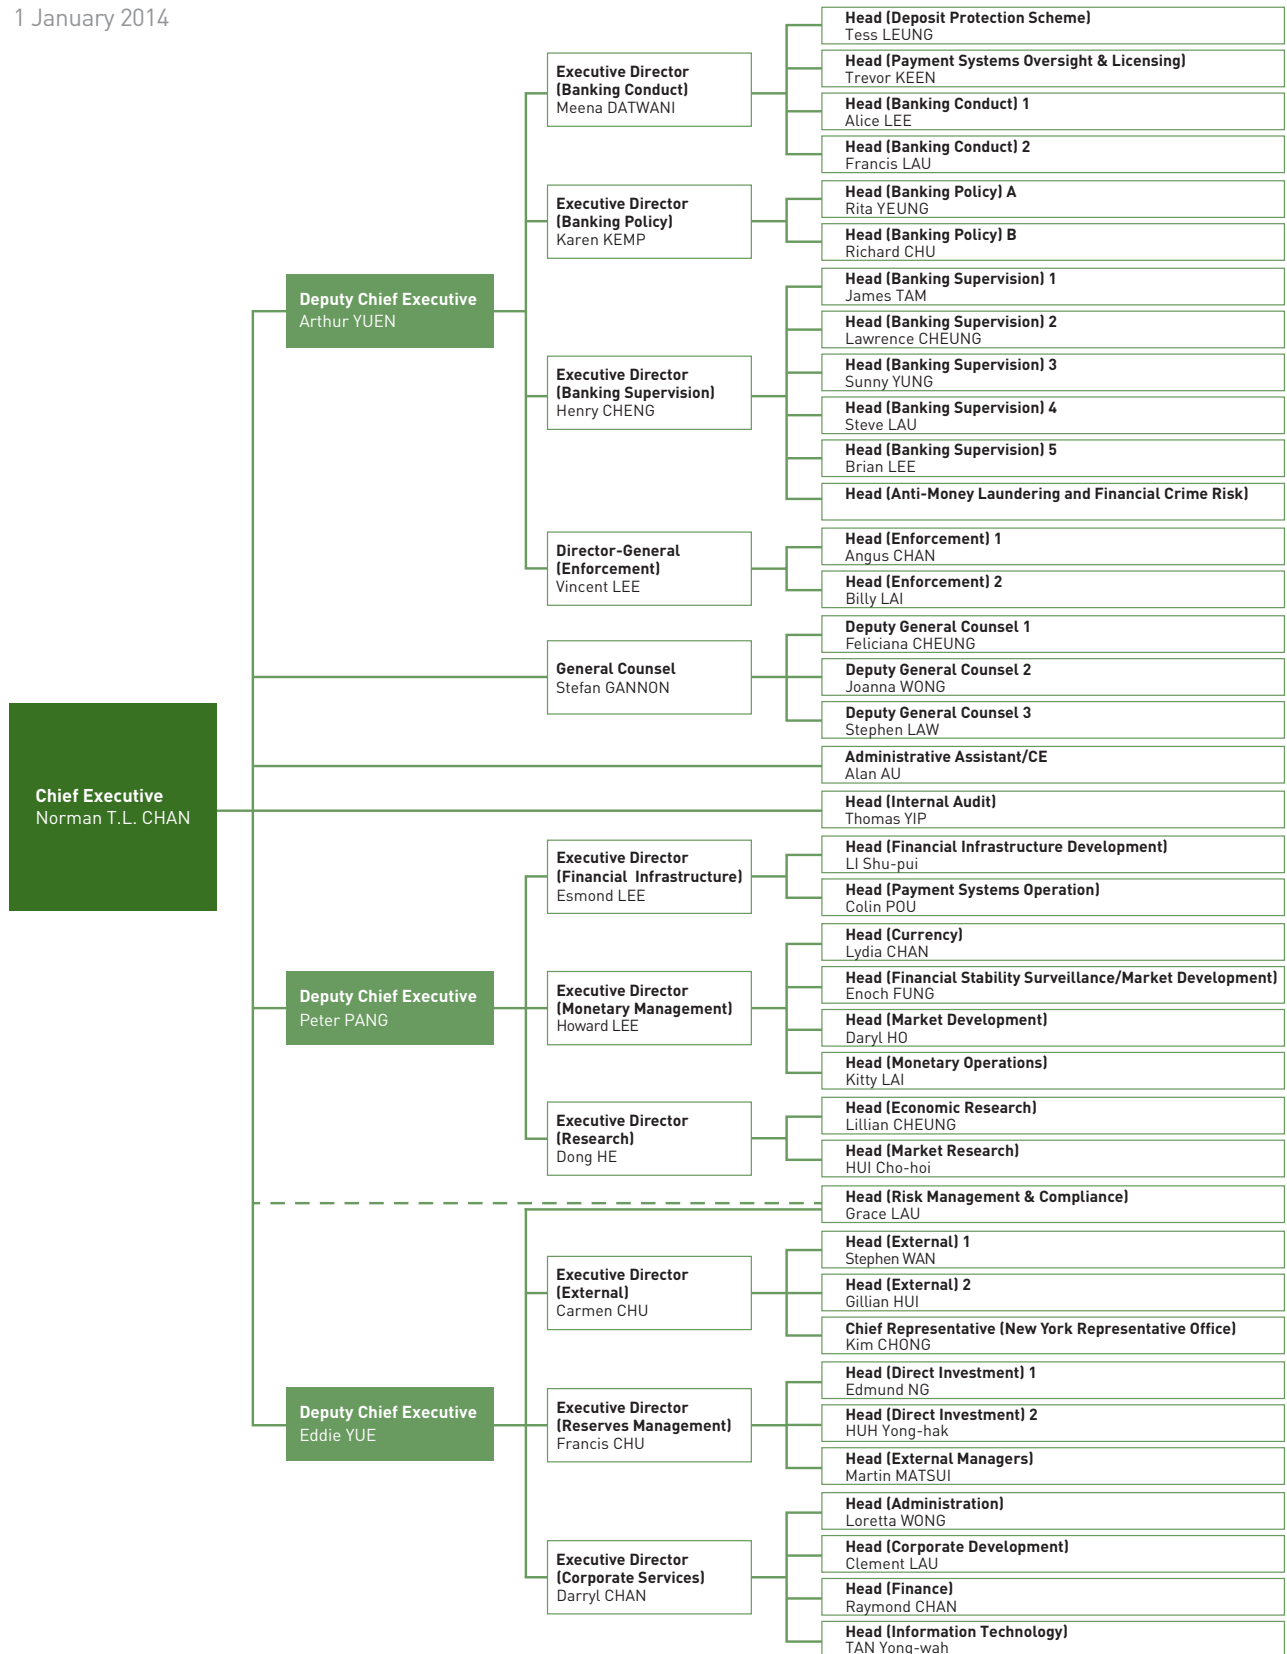 1 January 2014
Head (Deposit Protection Scheme)
Tess LEUNG
Head (Payment Systems Oversight & Licensing)
Trevor KEEN
Executive Director
(Banking Conduct)
Meena DATWANI
Head (Banking Conduct) 1
Alice LEE
Head (Banking Conduct) 2
Francis LAU
Head (Banking Policy) A
Rita YEUNG
Executive Director
(Banking Policy)
Karen KEMP
Head (Banking Policy) B
Richard CHU
Deputy Chief Executive
Arthur YUEN
Head (Banking Supervision) 1
James TAM
Head (Banking Supervision) 2
Lawrence CHEUNG
Executive Director
(Banking Supervision)
Henry CHENG
Head (Banking Supervision) 3
Sunny YUNG
Head (Banking Supervision) 4
Steve LAU
Head (Banking Supervision) 5
Brian LEE
Head (Anti-Money Laundering and Financial Crime Risk)
Director-General
(Enforcement)
Vincent LEE
Head (Enforcement) 1
Angus CHAN
Head (Enforcement) 2
Billy LAI
Deputy General Counsel 1
Feliciana CHEUNG
General Counsel
Stefan GANNON
Deputy General Counsel 2
Joanna WONG
Deputy General Counsel 3
Stephen LAW
Administrative Assistant/CE
Alan AU
Chief Executive
Norman T.L. CHAN
Head (Internal Audit)
Thomas YIP
Executive Director
(Financial Infrastructure)
Esmond LEE
Head (Financial Infrastructure Development)
LI Shu-pui
Head (Payment Systems Operation)
Colin POU
Head (Currency)
Lydia CHAN
Deputy Chief Executive
Peter PANG
Executive Director
(Monetary Management)
Howard LEE
Head (Financial Stability Surveillance/Market Development)
Enoch FUNG
Head (Market Development)
Daryl HO
Head (Monetary Operations)
Kitty LAI
Executive Director
(Research)
Dong HE
Head (Economic Research)
Lillian CHEUNG
Head (Market Research)
HUI Cho-hoi
Head (Risk Management & Compliance)
Grace LAU
Head (External) 1
Stephen WAN
Executive Director
(External)
Carmen CHU
Head (External) 2
Gillian HUI
Chief Representative (New York Representative Office)
Kim CHONG
Head (Direct Investment) 1
Edmund NG
Deputy Chief Executive
Eddie YUE
Executive Director
(Reserves Management)
Francis CHU
Head (Direct Investment) 2
HUH Yong-hak
Head (External Managers)
Martin MATSUI
Head (Administration)
Loretta WONG
Executive Director
(Corporate Services)
Darryl CHAN
Head (Corporate Development)
Clement LAU
Head (Finance)
Raymond CHAN
Head (Information Technology)
TAN Yong-wah